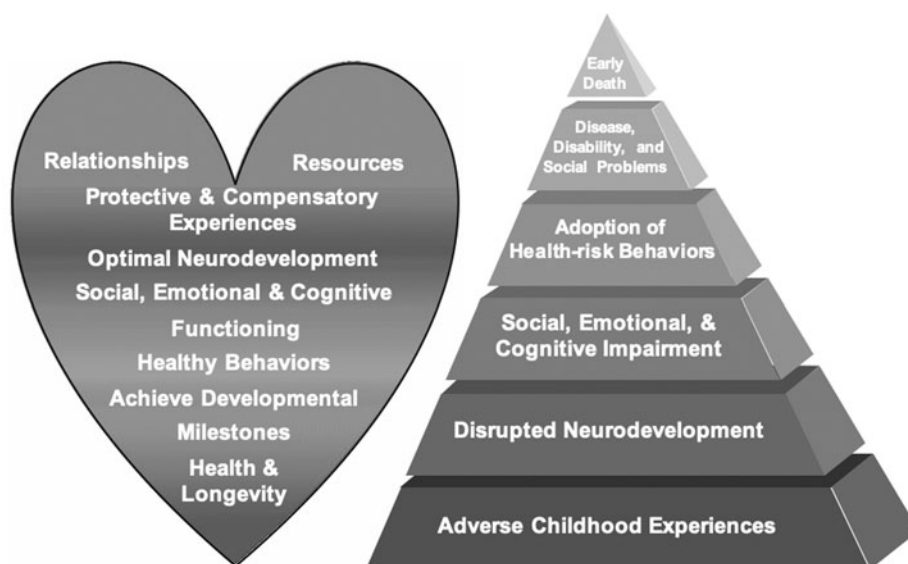 Relationships
Resources
Protective & Compensatory
Experiences
Optimal Neurodevelopment
Social, Emotional & Cognitive
Functioning
Healthy Behaviors
Achieve Developmental
Milestones
Health &
Longevity
Early
Death
Disease,
Disability, and
Social Problems
Adoption of
Health-risk Behaviors
Social, Emotional, &
Cognitive Impairment
Disrupted Neurodevelopment
Adverse Childhood Experiences